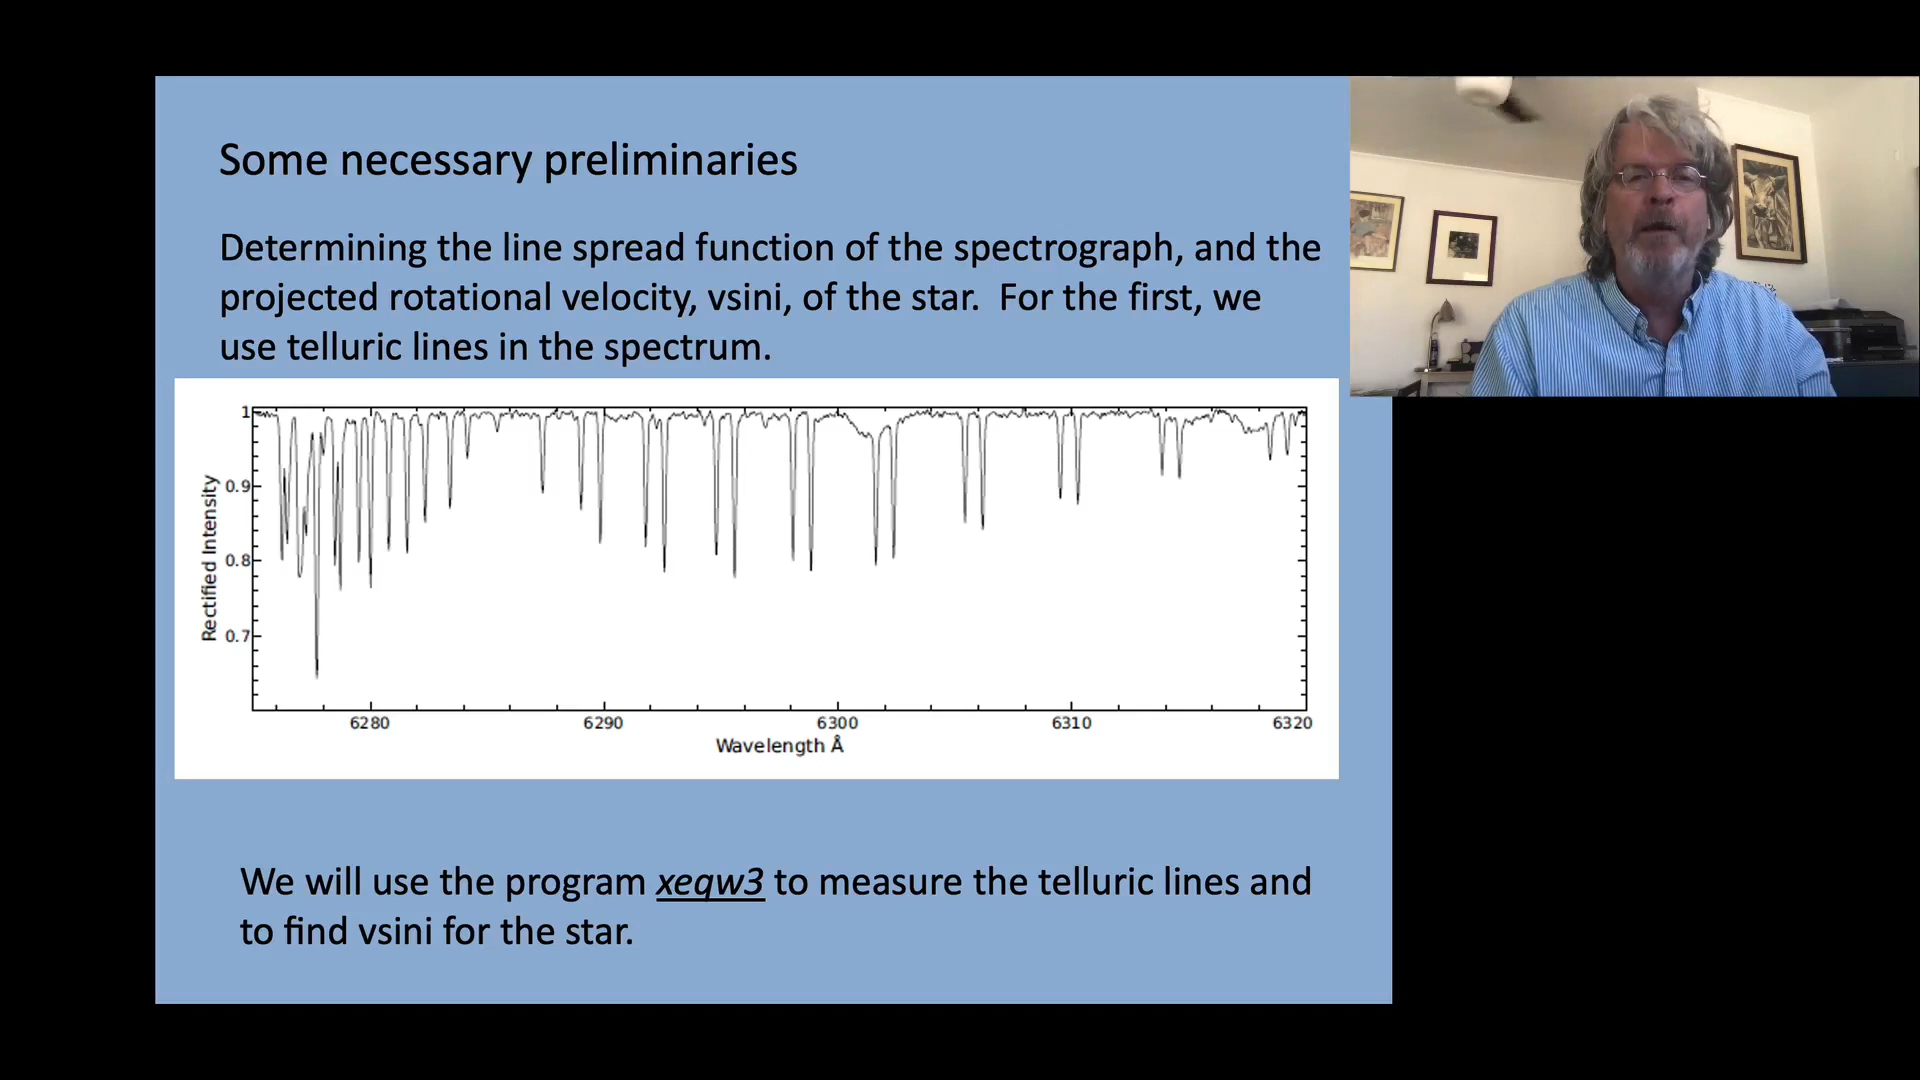 Some necessary preliminaries
Determining the line spread function of the spectrograph, and the
projected rotational velocity, vsini, of the star. For the first, we
use telluric lines in the spectrum.
1
0.9
0.8
0.7
Rectified Intensity
6280 6290 6300 6310 6320
Wavelength Å
We will use the program xeqw3 to measure the telluric lines and
to find vsini for the star.